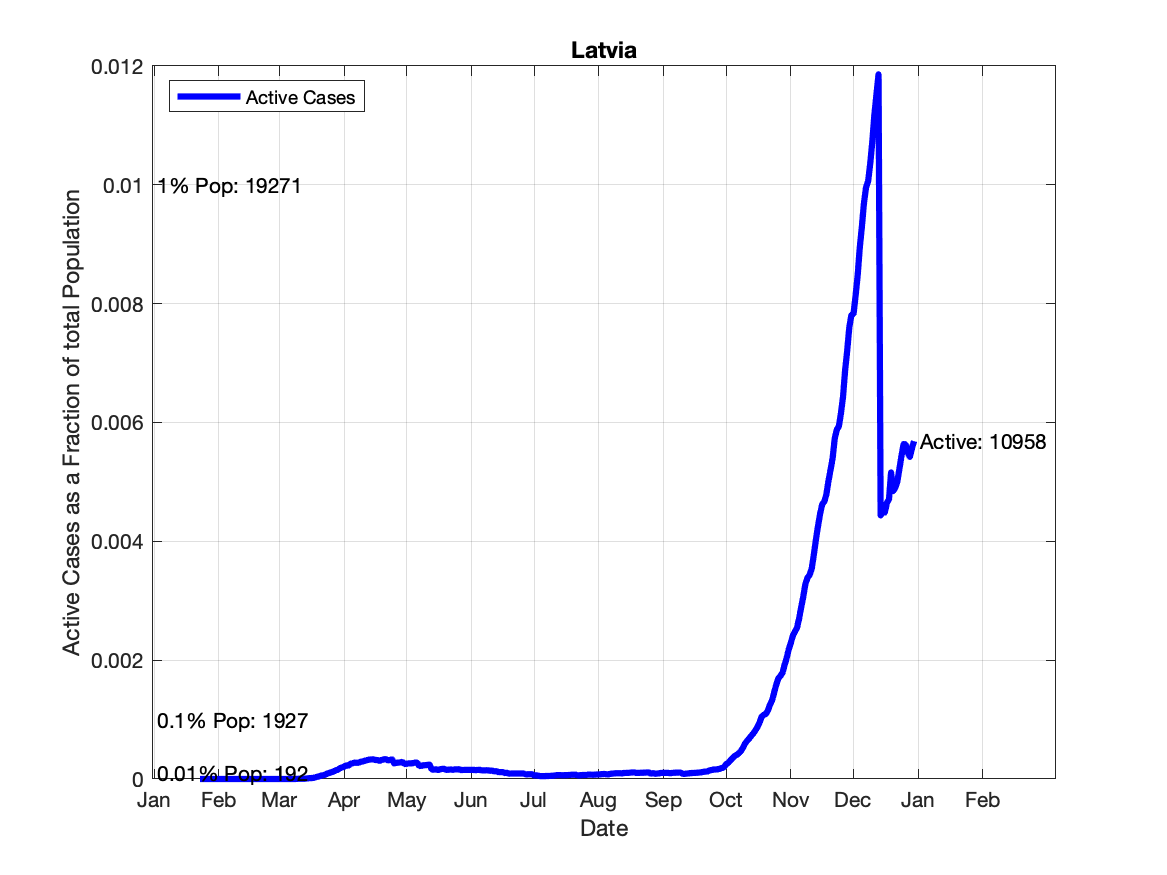 Latvia
0.012
Active Cases
0.01
1% Pop: 19271
0.008
0.006
Active: 10958
0.004
0.002
0.1% Pop: 1927
0.01% Pop: 192
0
Jan Feb Mar Apr May Jun Jul Aug Sep Oct Nov Dec Jan Feb
Date
Active Cases as a Fraction of total Population